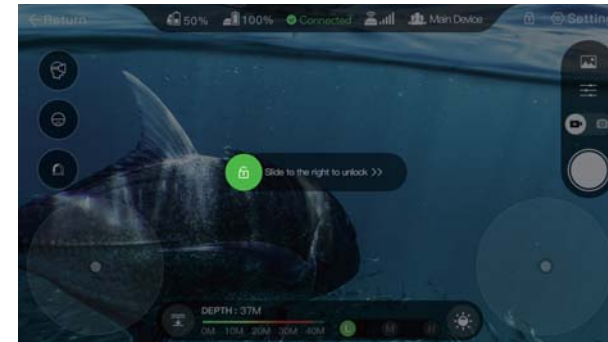 Return 50% 100% Connected Main Device Settin
Slide to the right to unlock >>
DEPTH : 37M
0M 10M 20M 30M 40M L M H